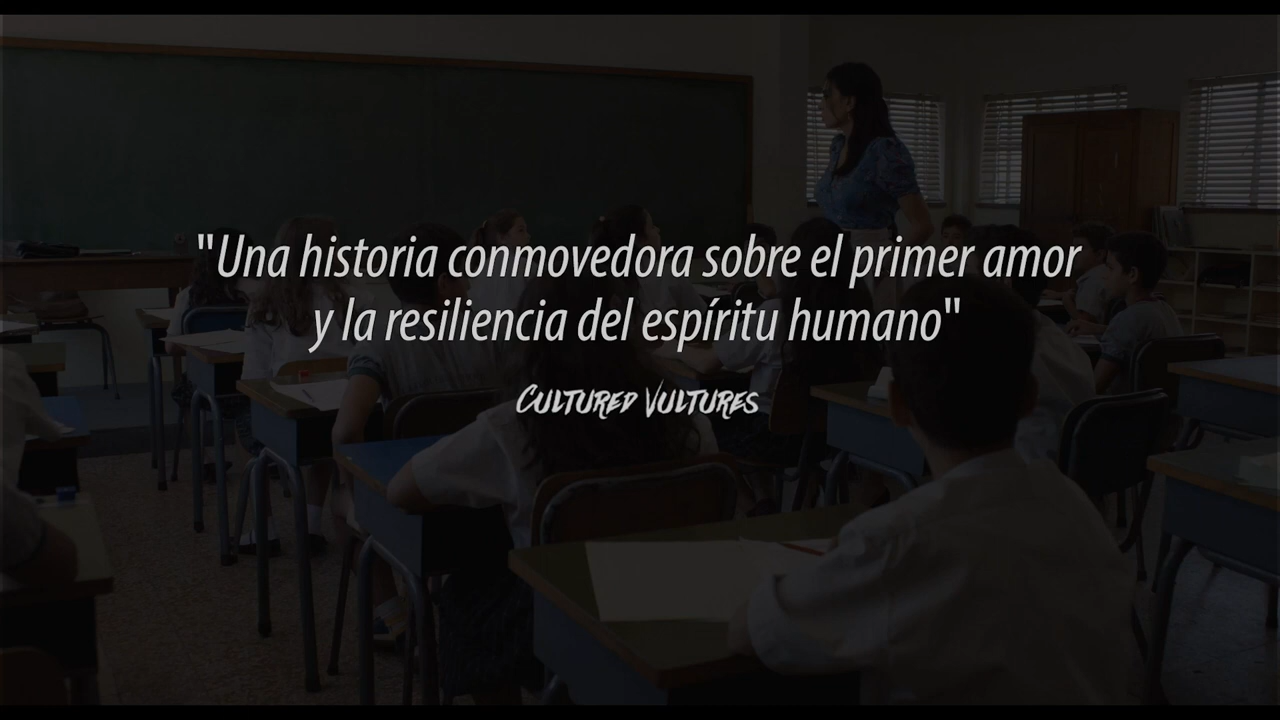 "Una historia conmovedora sobre el primer amor
y la resiliencia del espíritu humano"
CULTURED VULTURES